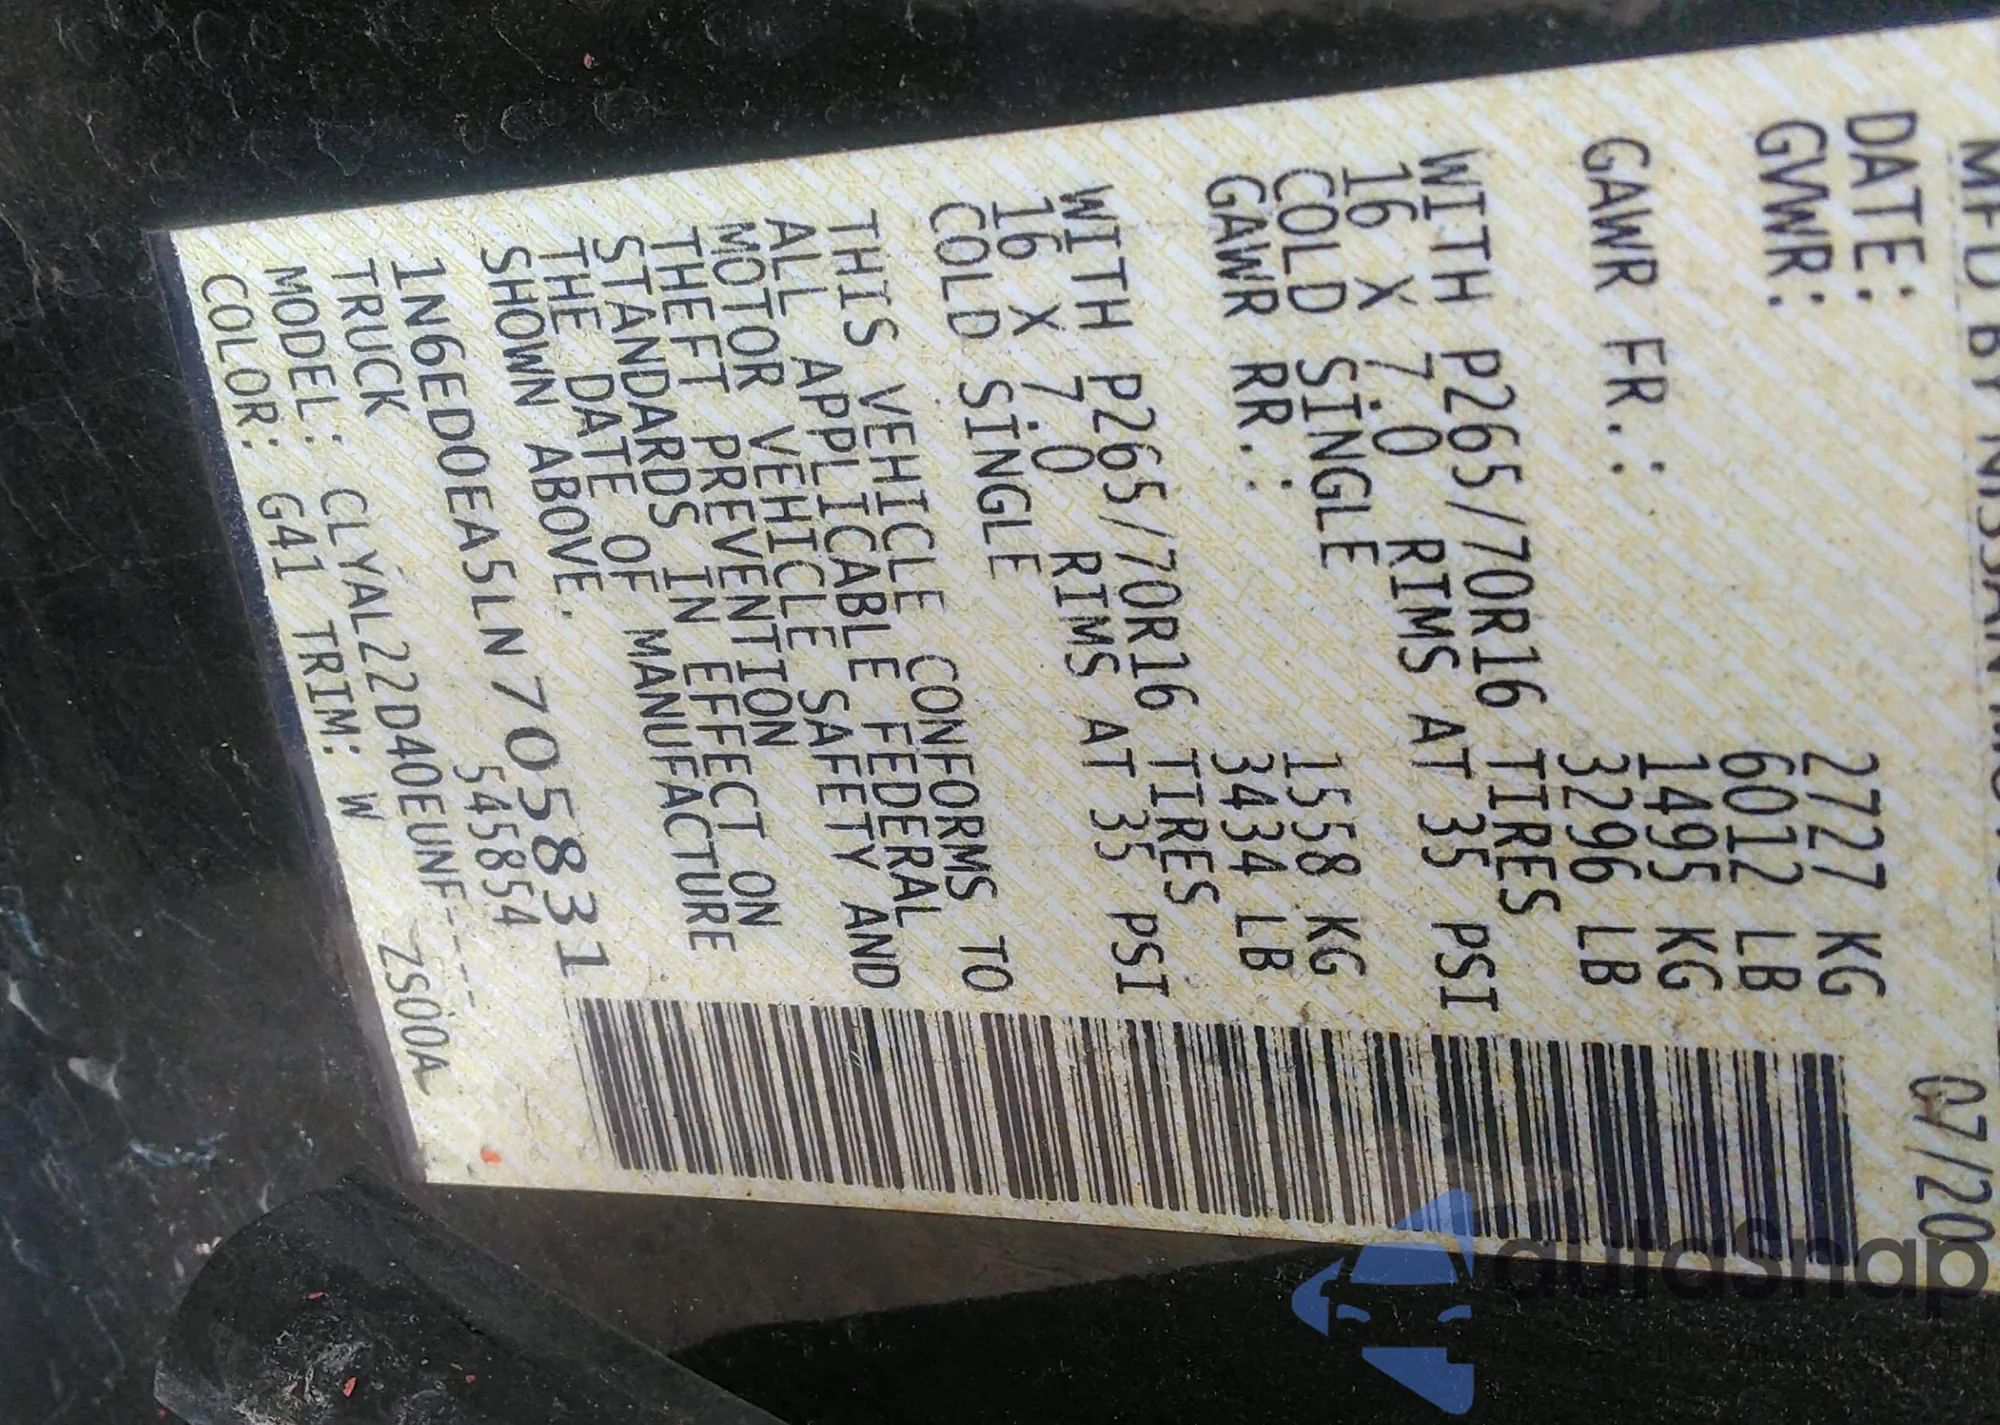 MFD BY NISSAN
DATE: 07/20
GVWR: 2727 KG
6012 LB
GAWR FR.: 1495 KG
3296 LB
WITH P265/70R16 TIRES
16 X 7.0 RIMS AT 35 PSI
COLD SINGLE
GAWR RR.: 1558 KG
3434 LB
WITH P265/70R16 TIRES
16 X 7.0 RIMS AT 35 PSI
COLD SINGLE
THIS VEHICLE CONFORMS TO
ALL APPLICABLE FEDERAL
MOTOR VEHICLE SAFETY AND
THEFT PREVENTION
STANDARDS IN EFFECT ON
THE DATE OF MANUFACTURE
SHOWN ABOVE.
1N6ED0EA5LN705831
TRUCK 545854
MODEL: CLYAL22D40EUNF----
COLOR: G41 TRIM: W ZS00A
autoSnap